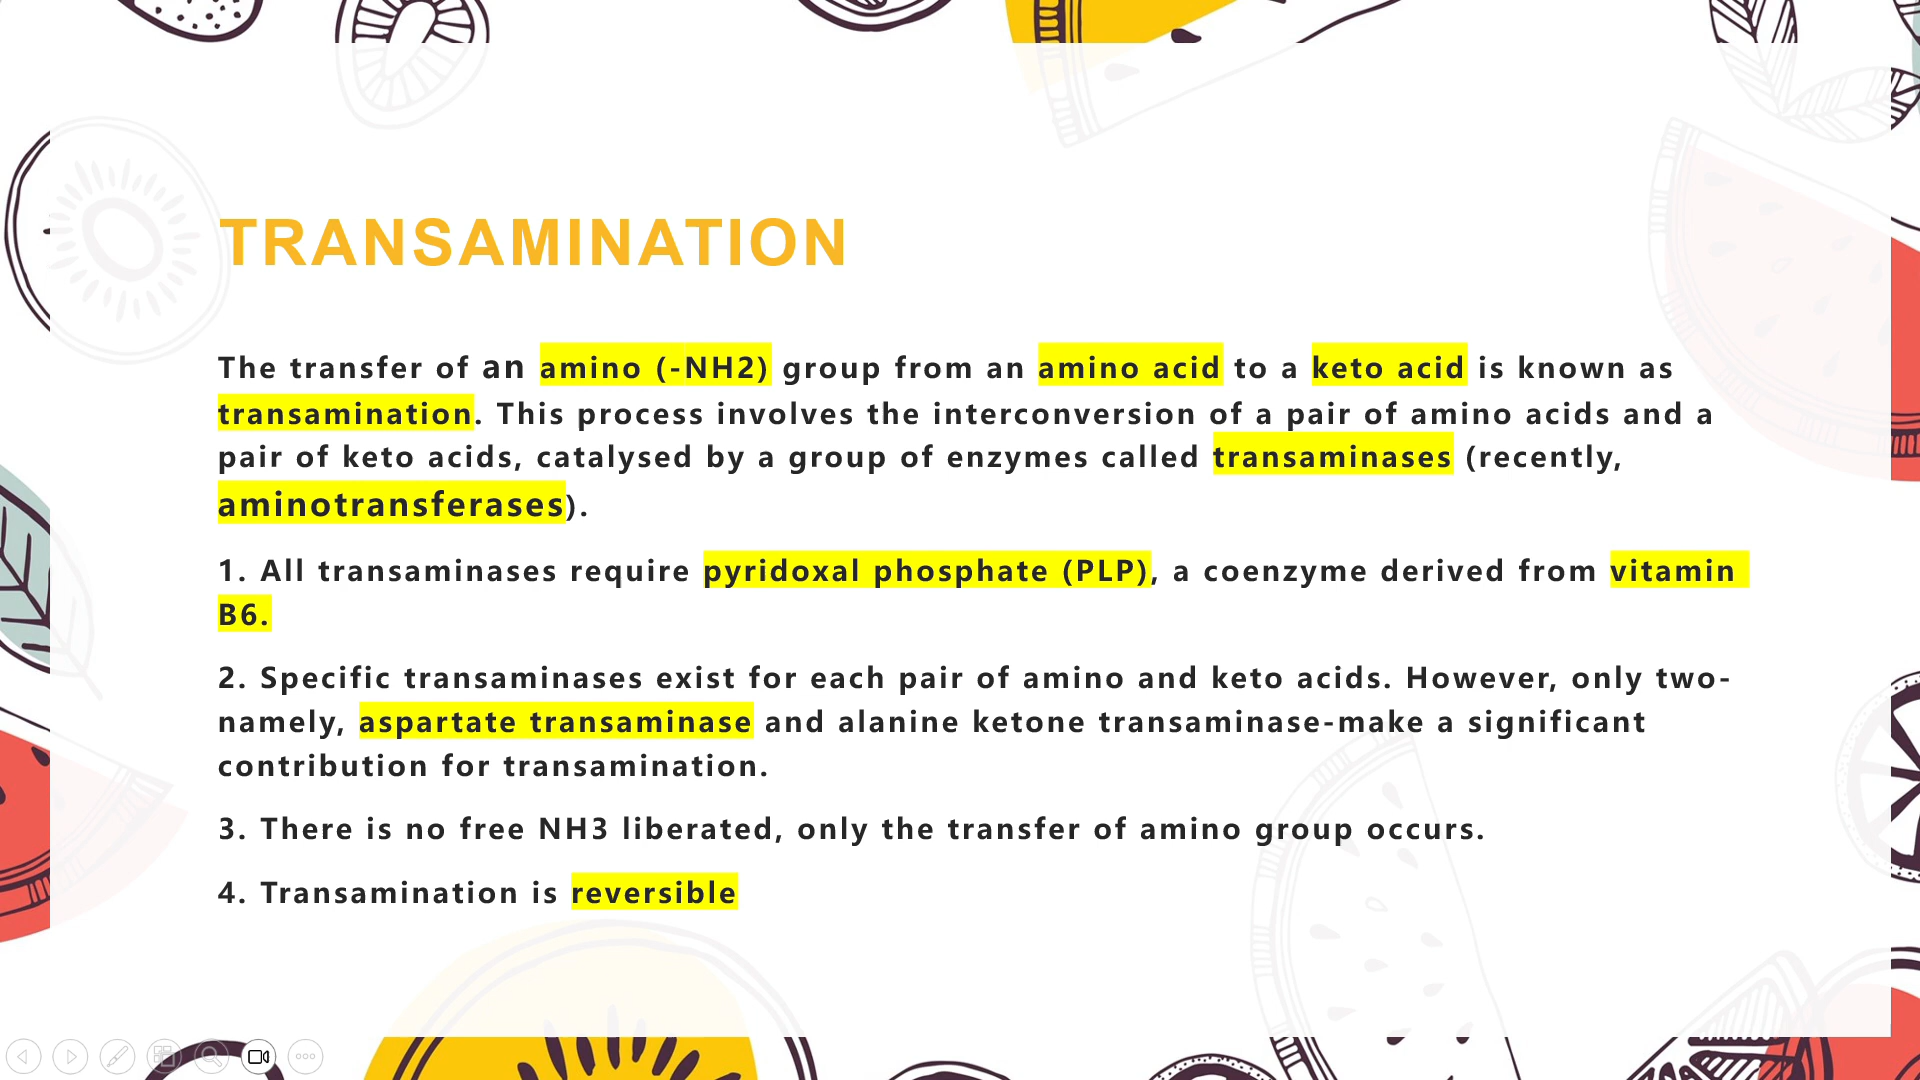 TRANSAMINATION
The transfer of an amino (-NH2) group from an amino acid to a keto acid is known as
transamination. This process involves the interconversion of a pair of amino acids and a
pair of keto acids, catalysed by a group of enzymes called transaminases (recently,
aminotransferases).
1. All transaminases require pyridoxal phosphate (PLP), a coenzyme derived from vitamin
B6.
2. Specific transaminases exist for each pair of amino and keto acids. However, only two-
namely, aspartate transaminase and alanine ketone transaminase-make a significant
contribution for transamination.
3. There is no free NH3 liberated, only the transfer of amino group occurs.
4. Transamination is reversible